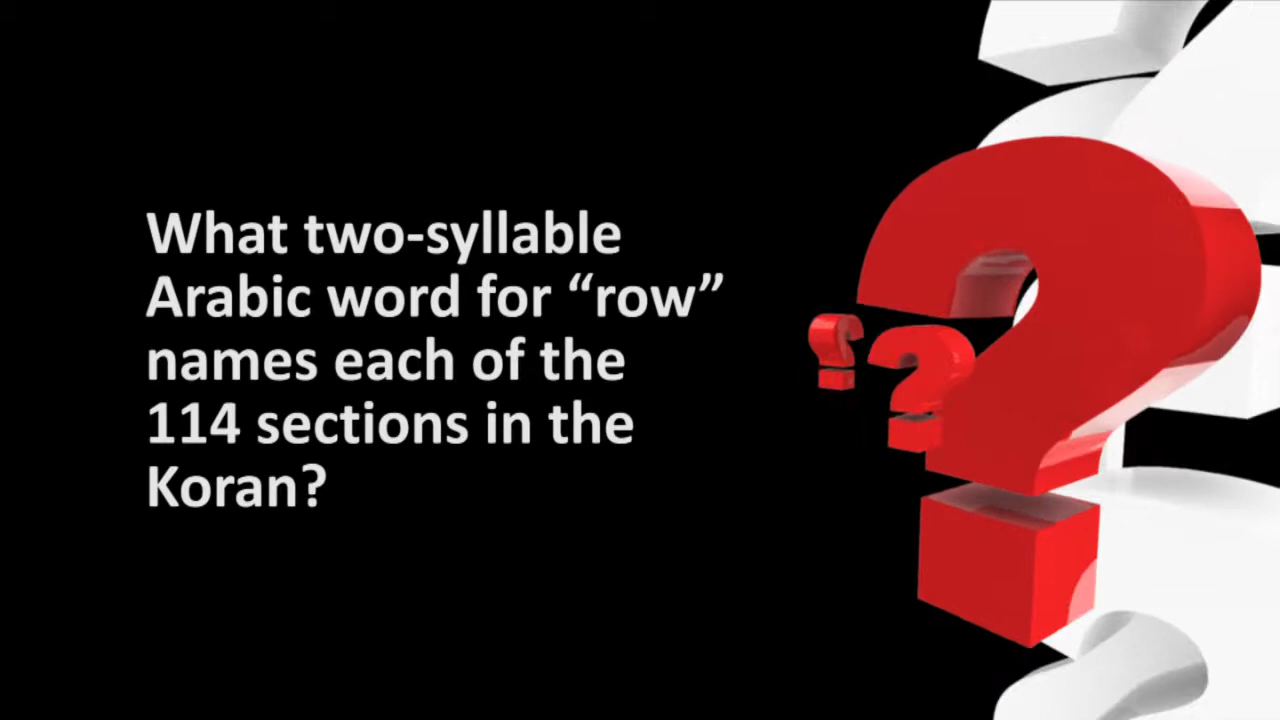 What two-syllable
Arabic word for “row”
names each of the
114 sections in the
Koran?